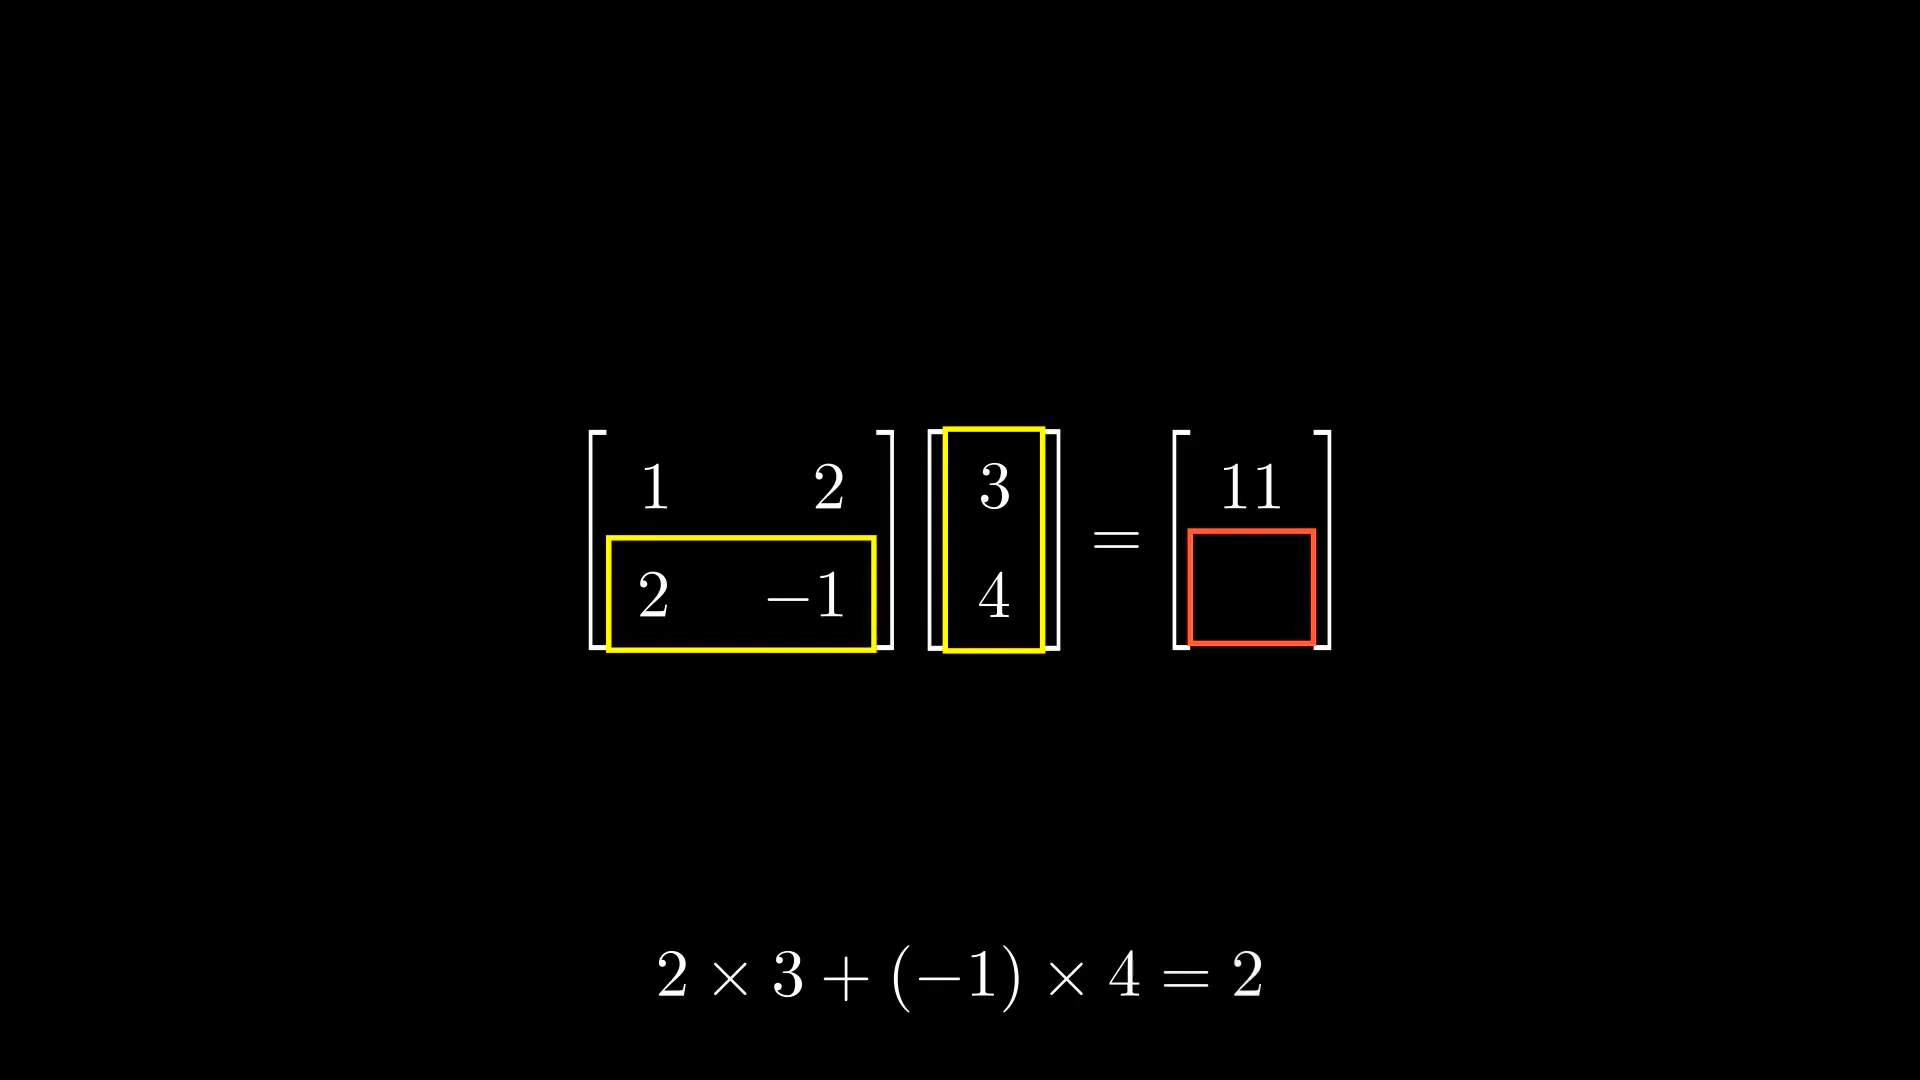 1 2 3 = 11
2 −1 4
2 × 3 + (−1) × 4 = 2